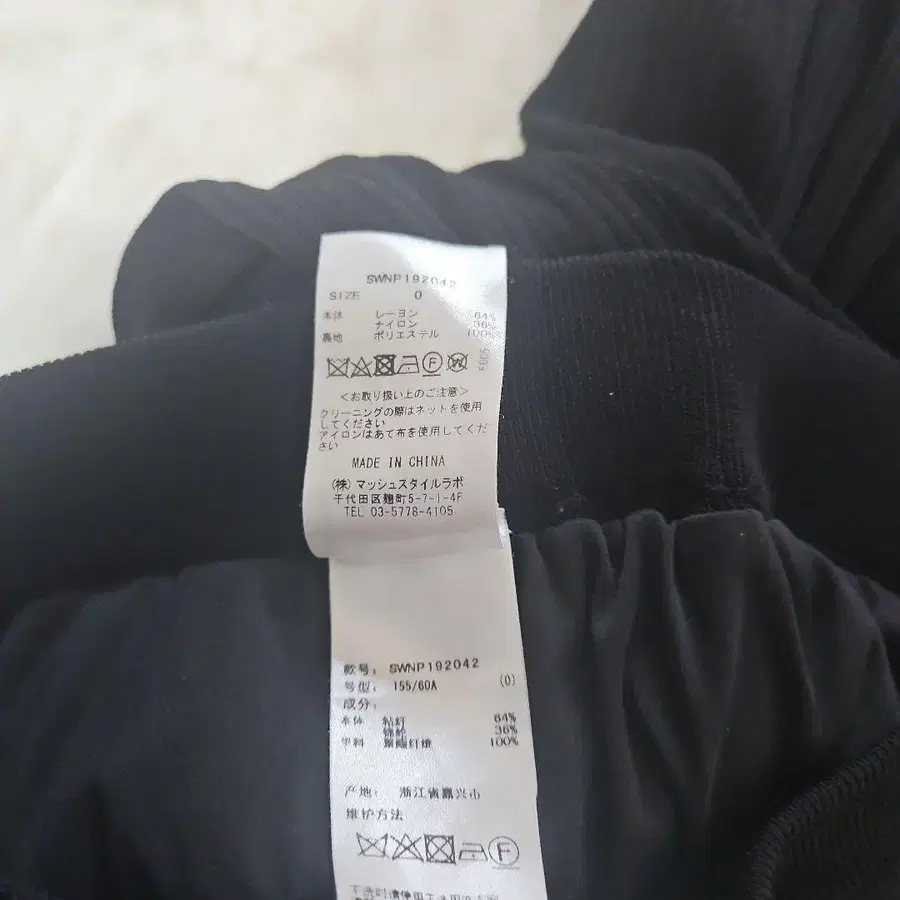 SWNP192042
SIZE 0
本体 レーヨン 64%
ナイロン 36%
裏地 ポリエステル 100%
F W
<お取り扱い上のご注意>
クリーニングの際はネットを使用
してください
アイロンはあて布を使用してくだ
さい
MADE IN CHINA
(株)マッシュスタイルラボ
千代田区麹町5-7-1-4F
TEL 03-5778-4105
款号: SWNP192042
号型: 155/60A (0)
成分:
本体 粘纤 64%
锦纶 36%
里料 聚酯纤维 100%
产地: 浙江省嘉兴市
维护方法
F